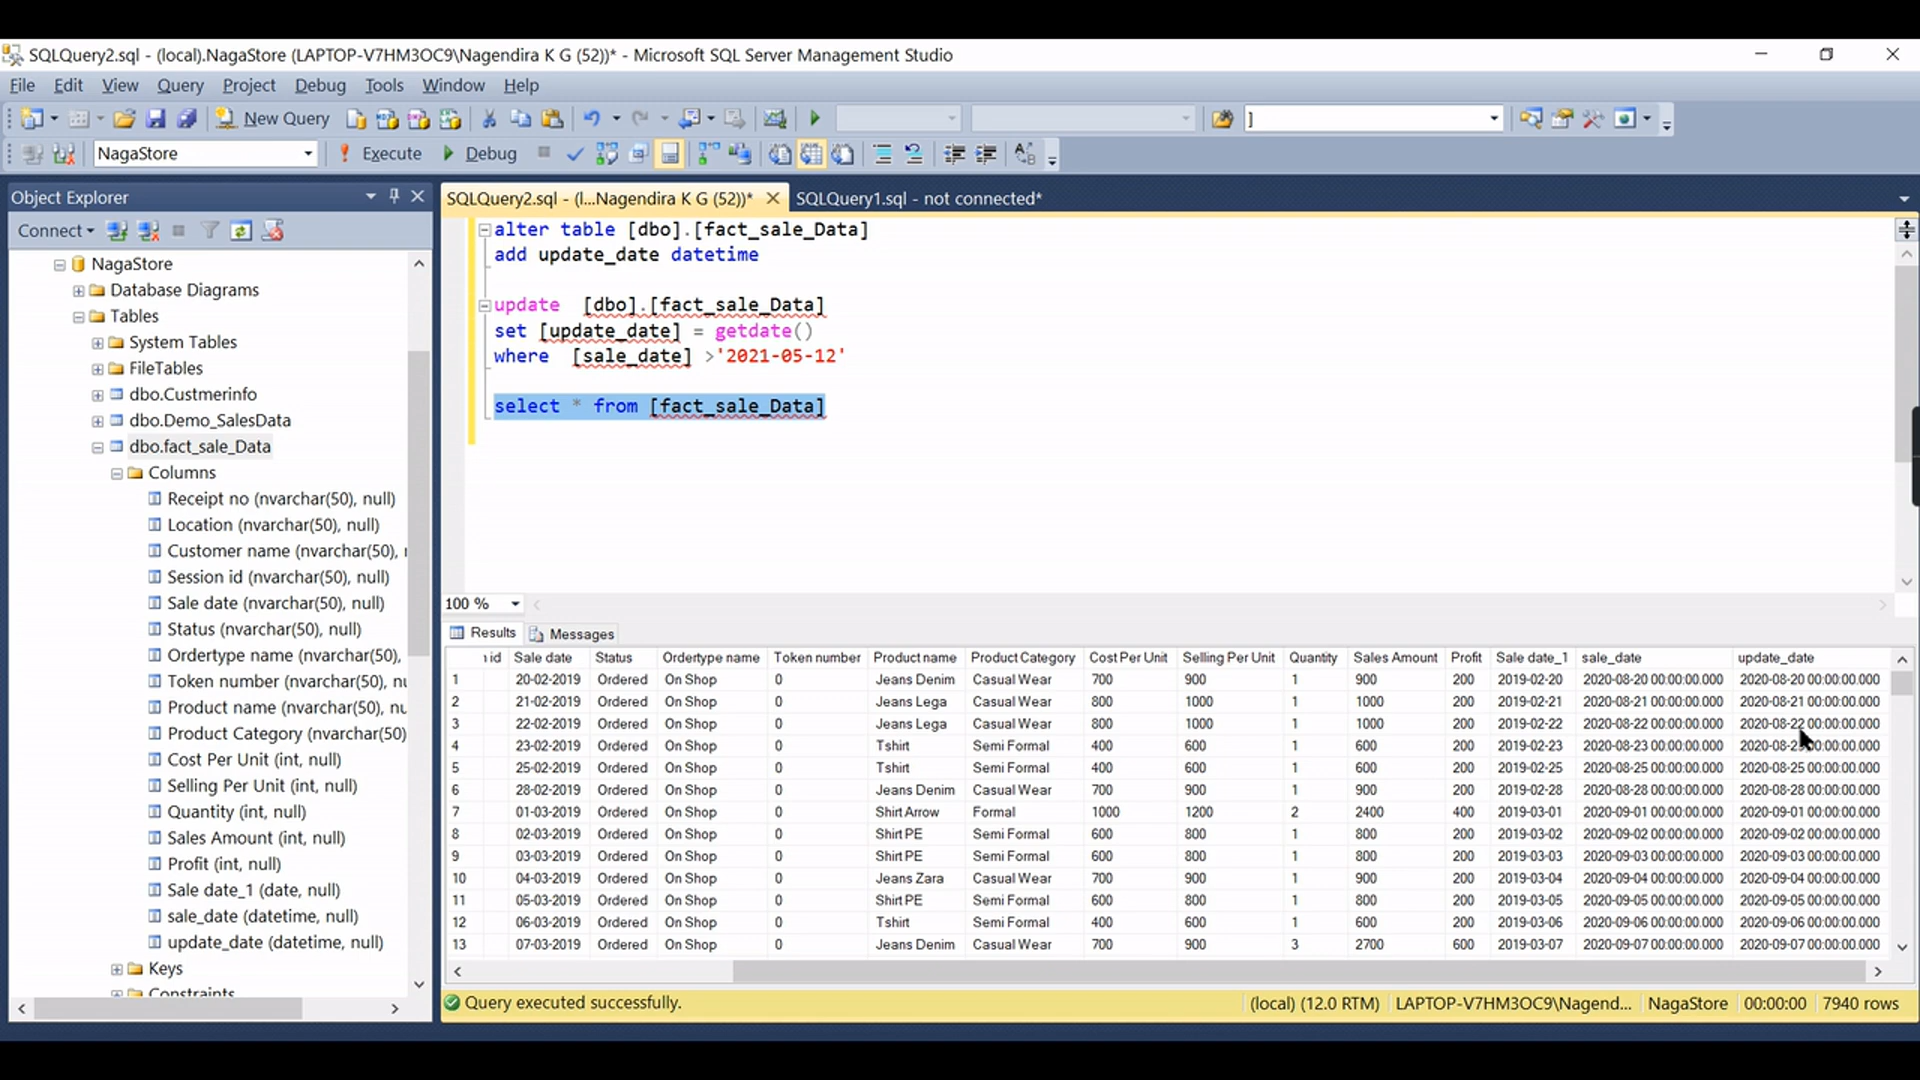 SQLQuery2.sql - (local).NagaStore (LAPTOP-V7HM3OC9\Nagendira K G (52))* - Microsoft SQL Server Management Studio
File Edit View Query Project Debug Tools Window Help
New Query ]
NagaStore Execute Debug
Object Explorer
Connect
NagaStore
Database Diagrams
Tables
System Tables
FileTables
dbo.Custmerinfo
dbo.Demo_SalesData
dbo.fact_sale_Data
Columns
Receipt no (nvarchar(50), null)
Location (nvarchar(50), null)
Customer name (nvarchar(50),
Session id (nvarchar(50), null)
Sale date (nvarchar(50), null)
Status (nvarchar(50), null)
Ordertype name (nvarchar(50),
Token number (nvarchar(50), nu
Product name (nvarchar(50), nu
Product Category (nvarchar(50)
Cost Per Unit (int, null)
Selling Per Unit (int, null)
Quantity (int, null)
Sales Amount (int, null)
Profit (int, null)
Sale date_1 (date, null)
sale_date (datetime, null)
update_date (datetime, null)
Keys
Constraints
SQLQuery2.sql - (l...Nagendira K G (52))* SQLQuery1.sql - not connected*
alter table [dbo].[fact_sale_Data]
add update_date datetime
update [dbo].[fact_sale_Data]
set [update_date] = getdate()
where [sale_date] >'2021-05-12'
select * from [fact_sale_Data]
100 %
Results Messages
id Sale date Status Ordertype name Token number Product name Product Category Cost Per Unit Selling Per Unit Quantity Sales Amount Profit Sale date_1 sale_date update_date
1 20-02-2019 Ordered On Shop 0 Jeans Denim Casual Wear 700 900 1 900 200 2019-02-20 2020-08-20 00:00:00.000 2020-08-20 00:00:00.000
2 21-02-2019 Ordered On Shop 0 Jeans Lega Casual Wear 800 1000 1 1000 200 2019-02-21 2020-08-21 00:00:00.000 2020-08-21 00:00:00.000
3 22-02-2019 Ordered On Shop 0 Jeans Lega Casual Wear 800 1000 1 1000 200 2019-02-22 2020-08-22 00:00:00.000 2020-08-22 00:00:00.000
4 23-02-2019 Ordered On Shop 0 Tshirt Semi Formal 400 600 1 600 200 2019-02-23 2020-08-23 00:00:00.000 2020-08-23 00:00:00.000
5 25-02-2019 Ordered On Shop 0 Tshirt Semi Formal 400 600 1 600 200 2019-02-25 2020-08-25 00:00:00.000 2020-08-25 00:00:00.000
6 28-02-2019 Ordered On Shop 0 Jeans Denim Casual Wear 700 900 1 900 200 2019-02-28 2020-08-28 00:00:00.000 2020-08-28 00:00:00.000
7 01-03-2019 Ordered On Shop 0 Shirt Arrow Formal 1000 1200 2 2400 400 2019-03-01 2020-09-01 00:00:00.000 2020-09-01 00:00:00.000
8 02-03-2019 Ordered On Shop 0 Shirt PE Semi Formal 600 800 1 800 200 2019-03-02 2020-09-02 00:00:00.000 2020-09-02 00:00:00.000
9 03-03-2019 Ordered On Shop 0 Shirt PE Semi Formal 600 800 1 800 200 2019-03-03 2020-09-03 00:00:00.000 2020-09-03 00:00:00.000
10 04-03-2019 Ordered On Shop 0 Jeans Zara Casual Wear 700 900 1 900 200 2019-03-04 2020-09-04 00:00:00.000 2020-09-04 00:00:00.000
11 05-03-2019 Ordered On Shop 0 Shirt PE Semi Formal 600 800 1 800 200 2019-03-05 2020-09-05 00:00:00.000 2020-09-05 00:00:00.000
12 06-03-2019 Ordered On Shop 0 Tshirt Semi Formal 400 600 1 600 200 2019-03-06 2020-09-06 00:00:00.000 2020-09-06 00:00:00.000
13 07-03-2019 Ordered On Shop 0 Jeans Denim Casual Wear 700 900 3 2700 600 2019-03-07 2020-09-07 00:00:00.000 2020-09-07 00:00:00.000
Query executed successfully. (local) (12.0 RTM) LAPTOP-V7HM3OC9\Nagend... NagaStore 00:00:00 7940 rows